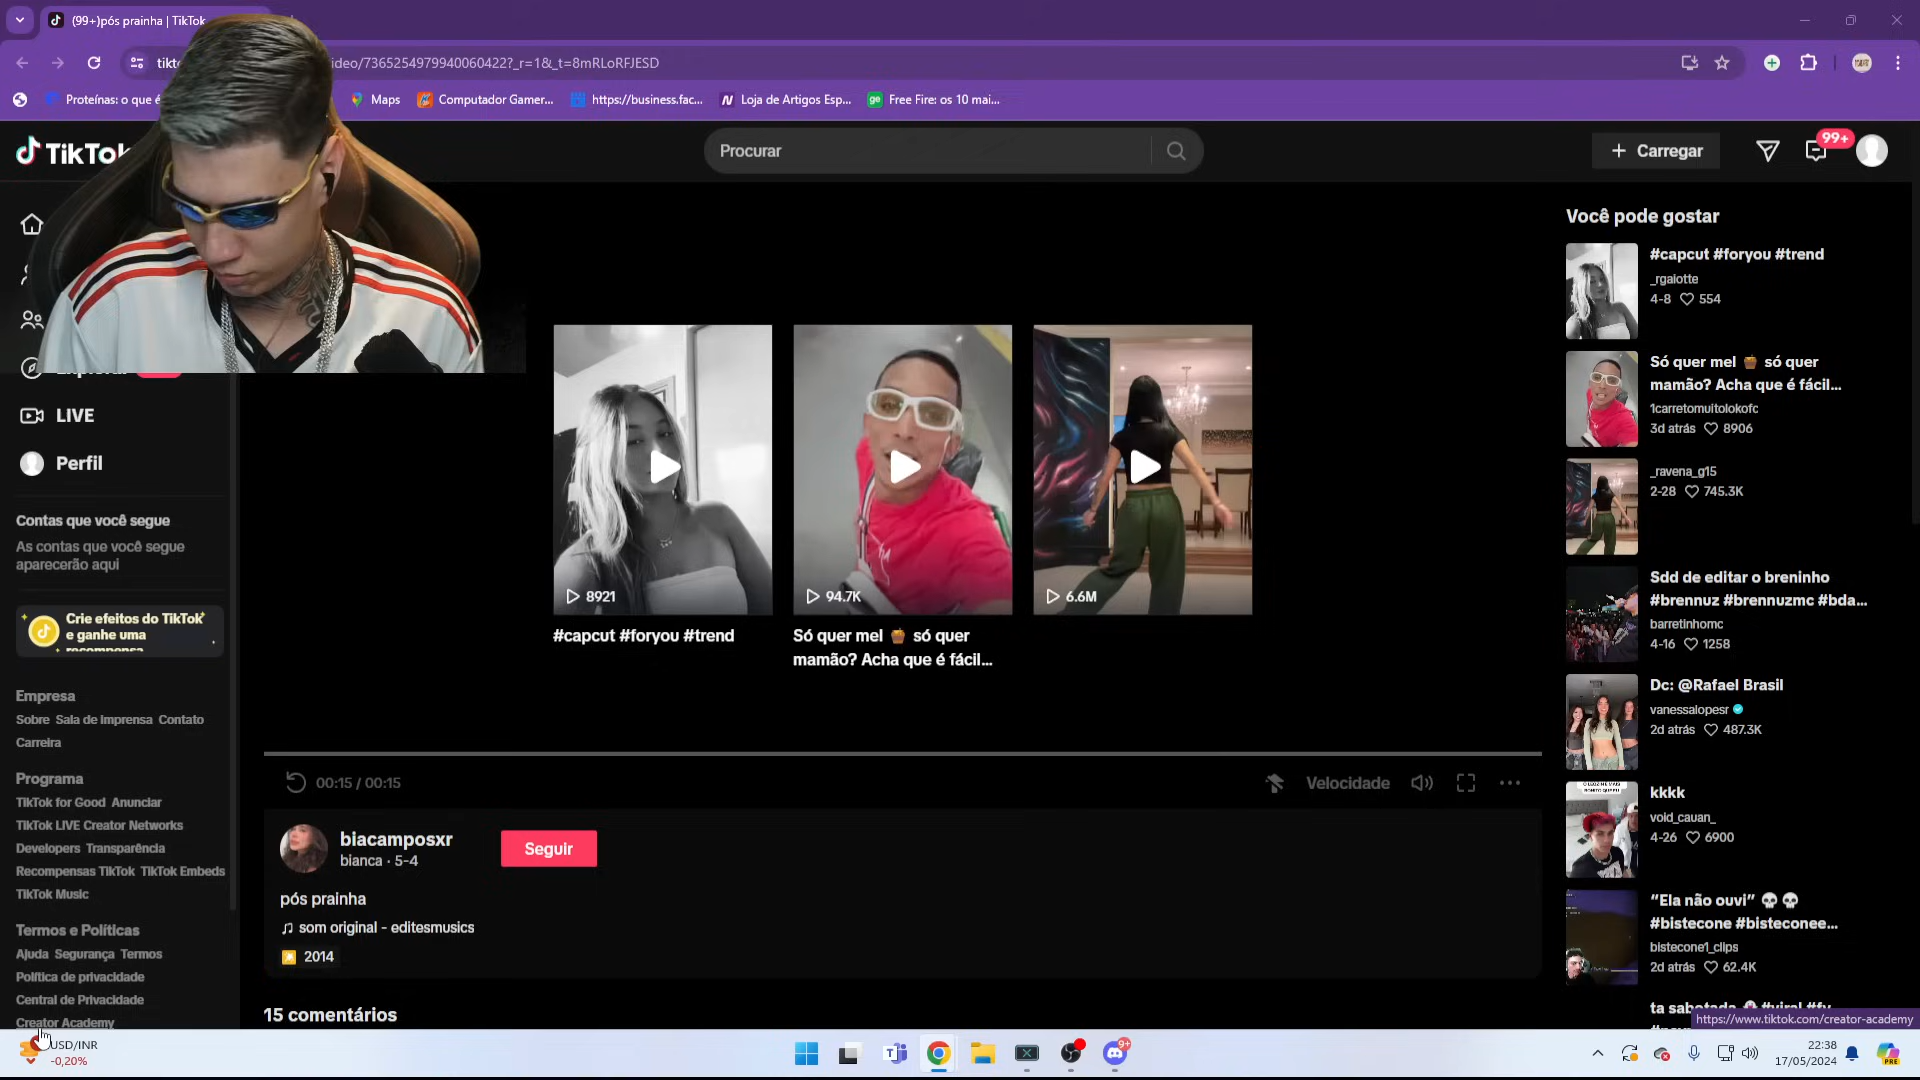 (99+)pós prainha | TikTok
ideo/7365254979940060422?_r=1&_t=8mRLoRFJESD
Proteínas: o que é
Maps
Computador Gamer...
https://business.fac...
Loja de Artigos Esp...
Free Fire: os 10 mai...
TikTok
Procurar
Carregar
99+
LIVE
Perfil
Contas que você segue
As contas que você segue
aparecerão aqui
Crie efeitos do TikTok
e ganhe uma
recompensa
Empresa
Sobre Sala de Imprensa Contato
Carreira
Programa
TikTok for Good Anunciar
TikTok LIVE Creator Networks
Developers Transparência
Recompensas TikTok TikTok Embeds
TikTok Music
Termos e Políticas
Ajuda Segurança Termos
Política de privacidade
Central de Privacidade
Creator Academy
8921
#capcut #foryou #trend
94.7K
Só quer mel 🍯 só quer
mamão? Acha que é fácil...
6.6M
00:15 / 00:15
Velocidade
biacamposxr
bianca · 5-4
Seguir
pós prainha
som original - editesmusics
2014
15 comentários
Você pode gostar
#capcut #foryou #trend
_rgaiotte
4-8 554
Só quer mel 🍯 só quer
mamão? Acha que é fácil...
1carretomuitolokofc
3d atrás 8906
_ravena_g15
2-28 745.3K
Sdd de editar o breninho
#brennuz #brennuzmc #bda...
barretinhomc
4-16 1258
Dc: @Rafael Brasil
vanessalopesr
2d atrás 487.3K
kkkk
void_cauan_
4-26 6900
“Ela não ouvi” 💀💀
#bistecone #bisteconee...
bistecone1_clips
2d atrás 62.4K
ta sabotada
https://www.tiktok.com/creator-academy
USD/INR
-0,20%
9+
22:38
17/05/2024
PRE